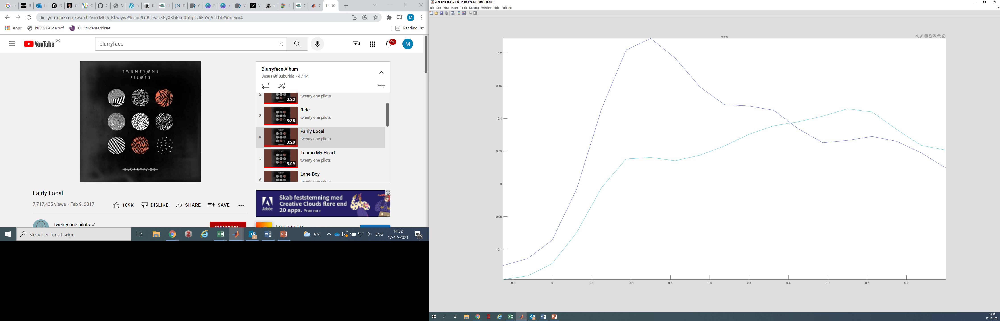 youtube.com/watch?v=YMQ5_Rkwiyw&list=PLnBDrwd58yXKbRkn0bfgDzIiFnYq9ckbt&index=4
Apps NEXS-Guide.pdf KU Studenteridræt Reading list
YouTube DK
blurryface
9+
M
TWENTY ONE
PILOTS
BLURRYFACE
Blurryface Album
Jesus Øf Suburbia - 4 / 14
2 3:23 twenty one pilots
Ride
3 3:35 twenty one pilots
Fairly Local
3:28 twenty one pilots
Tear in My Heart
5 3:09 twenty one pilots
Lane Boy
6 twenty one pilots
Fairly Local
7,717,435 views • Feb 9, 2017
109K DISLIKE SHARE SAVE
Adobe
Skab feststemning med
Creative Clouds flere end
20 apps. Prøv nu ›
twenty one pilots
SUBSCRIBE
Learn more
Skriv her for at søge
5°C ENG
14:52
17-12-2021
19
2: ft_singleplotER: TS_Theta_Pre, ET_Theta_Pre (Fz)
File Edit View Insert Tools Desktop Window Help FieldTrip
Fz / 12
0.2
0.15
0.1
0.05
0
-0.05
-0.1
-0.1 0 0.1 0.2 0.3 0.4 0.5 0.6 0.7 0.8 0.9
14:52
17-12-2021